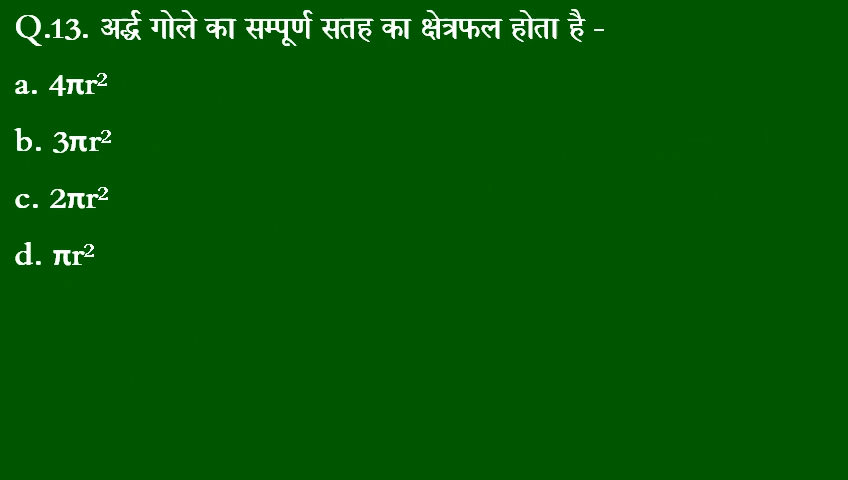 Q.13. अर्द्ध गोले का सम्पूर्ण सतह का क्षेत्रफल होता है -
a. 4πr²
b. 3πr²
c. 2πr²
d. πr²